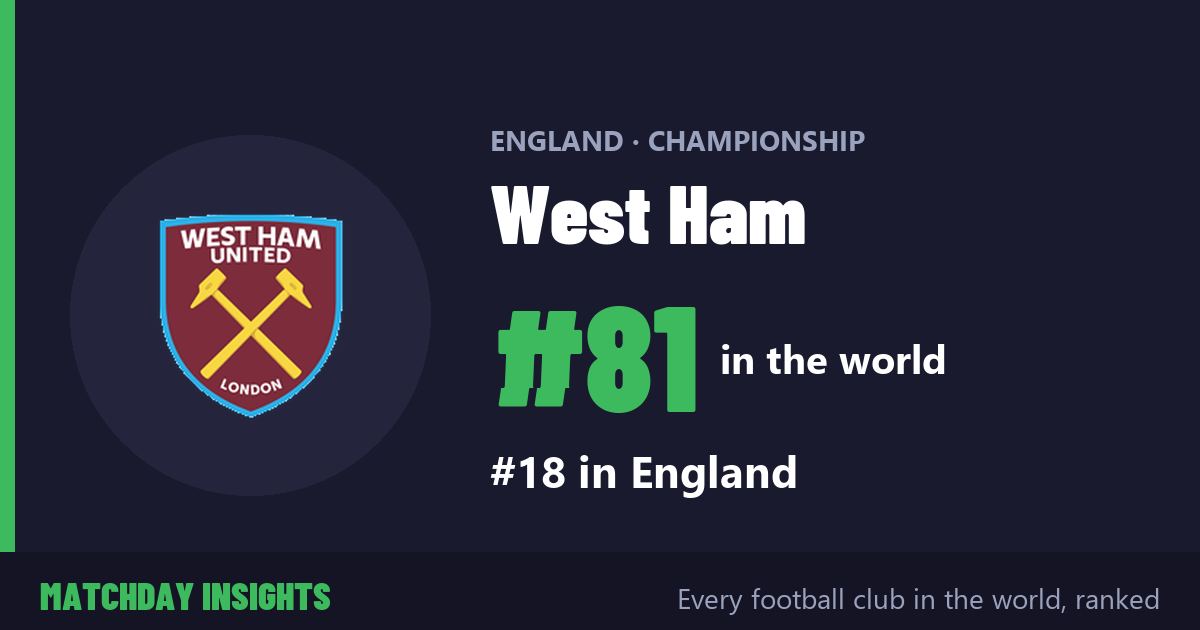 WEST HAM
UNITED
LONDON
ENGLAND · CHAMPIONSHIP
West Ham
#81 in the world
#18 in England
MATCHDAY INSIGHTS
Every football club in the world, ranked